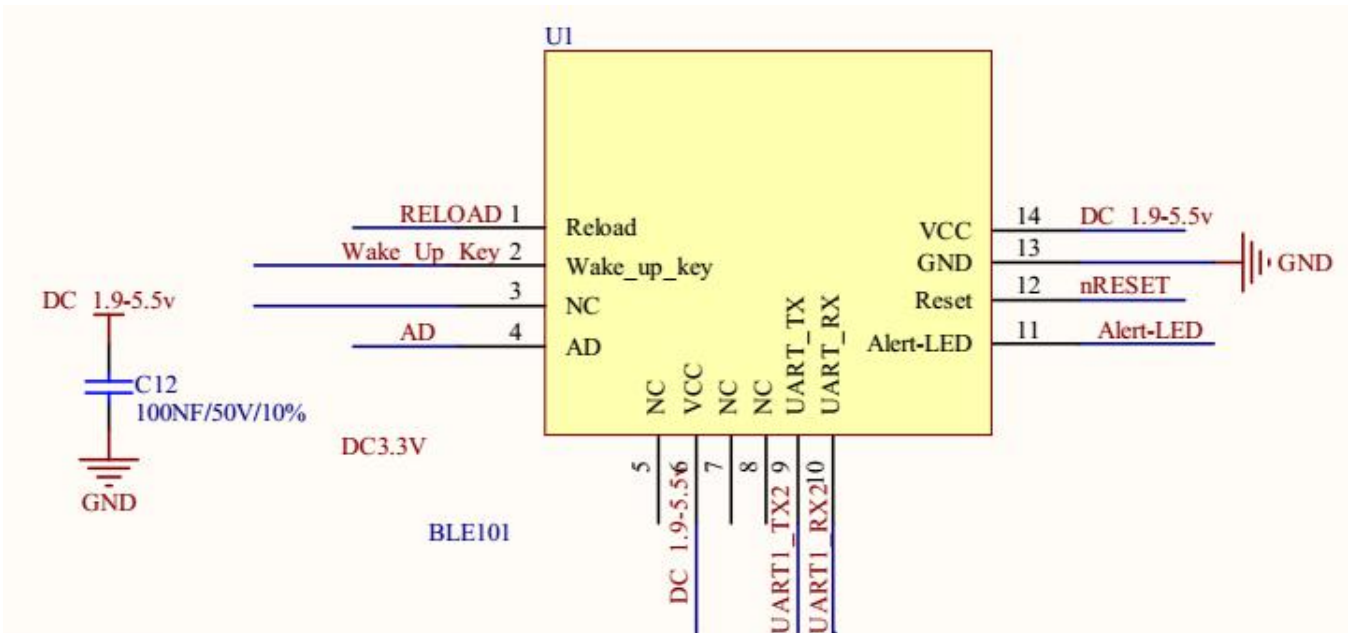 U1
RELOAD 1 Reload
Wake_Up_Key 2 Wake_up_key
3 NC
AD 4 AD
VCC 14 DC 1.9-5.5v
GND 13 GND
Reset 12 nRESET
Alert-LED 11 Alert-LED
DC 1.9-5.5v
C12
100NF/50V/10%
GND
DC3.3V
BLE101
NC 5
VCC 6 DC 1.9-5.5v
NC 7
NC 8
UART_TX 9 UART1_TX2
UART_RX 10 UART1_RX2